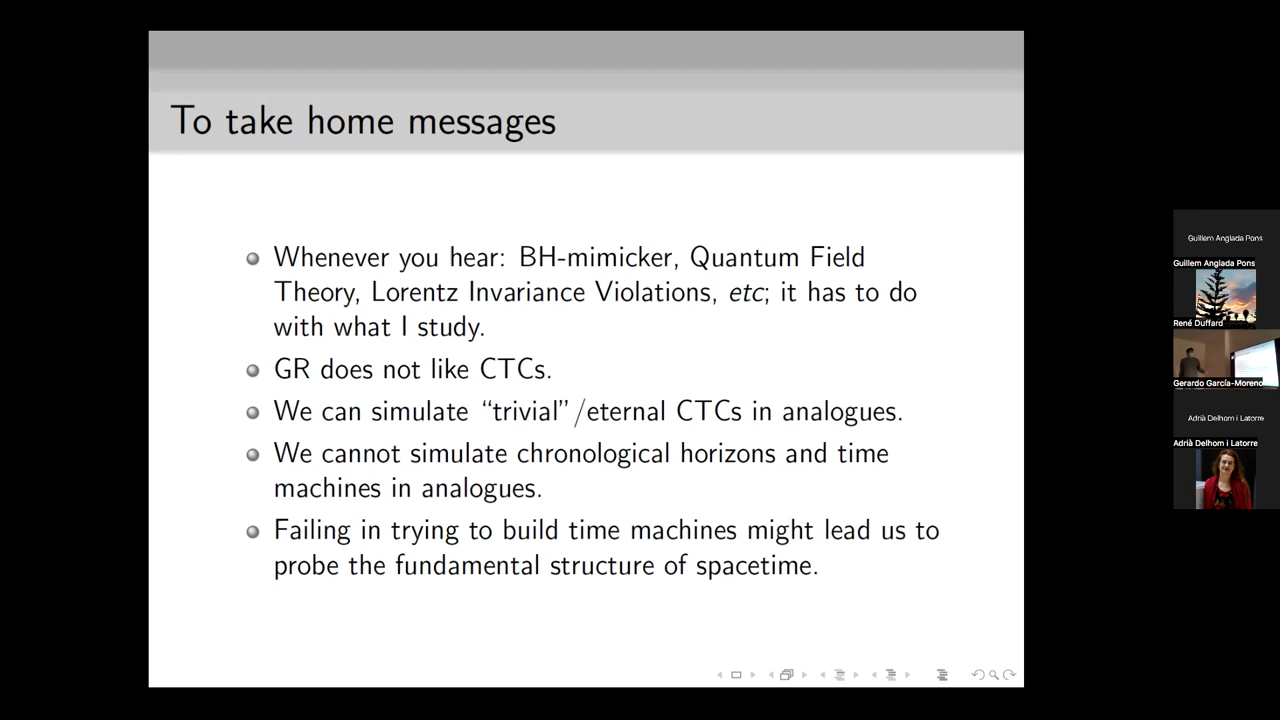 To take home messages
Whenever you hear: BH-mimicker, Quantum Field
Theory, Lorentz Invariance Violations, etc; it has to do
with what I study.
GR does not like CTCs.
We can simulate “trivial”/eternal CTCs in analogues.
We cannot simulate chronological horizons and time
machines in analogues.
Failing in trying to build time machines might lead us to
probe the fundamental structure of spacetime.
Guillem Anglada Pons
Guillem Anglada Pons
René Duffard
Gerardo García-Moreno
Adrià Delhom i Latorre
Adrià Delhom i Latorre